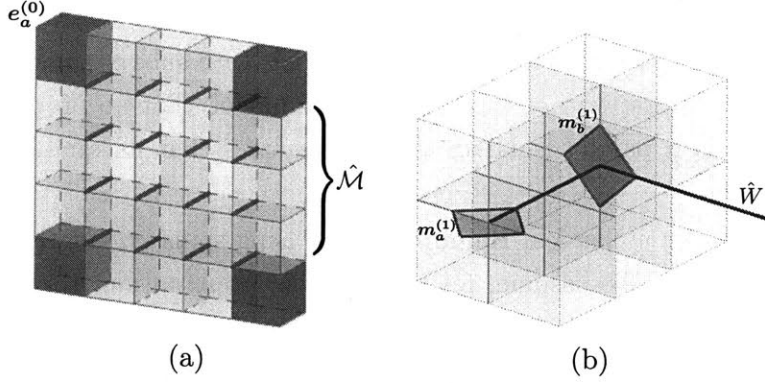 e_a^{(0)}
\hat{\mathcal{M}}
m_b^{(1)}
\hat{W}
m_a^{(1)}
(a)
(b)